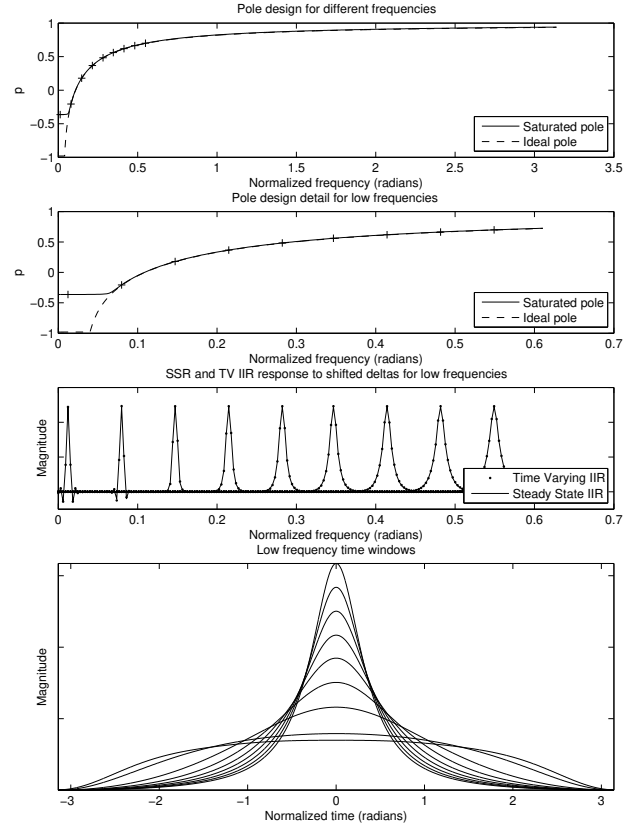 Pole design for different frequencies
1
0.5
0
−0.5
−1
p
Saturated pole
Ideal pole
0 0.5 1 1.5 2 2.5 3 3.5
Normalized frequency (radians)
Pole design detail for low frequencies
1
0.5
0
−0.5
−1
p
Saturated pole
Ideal pole
0 0.1 0.2 0.3 0.4 0.5 0.6 0.7
Normalized frequency (radians)
SSR and TV IIR response to shifted deltas for low frequencies
Magnitude
Time Varying IIR
Steady State IIR
0 0.1 0.2 0.3 0.4 0.5 0.6 0.7
Normalized frequency (radians)
Low frequency time windows
Magnitude
−3 −2 −1 0 1 2 3
Normalized time (radians)